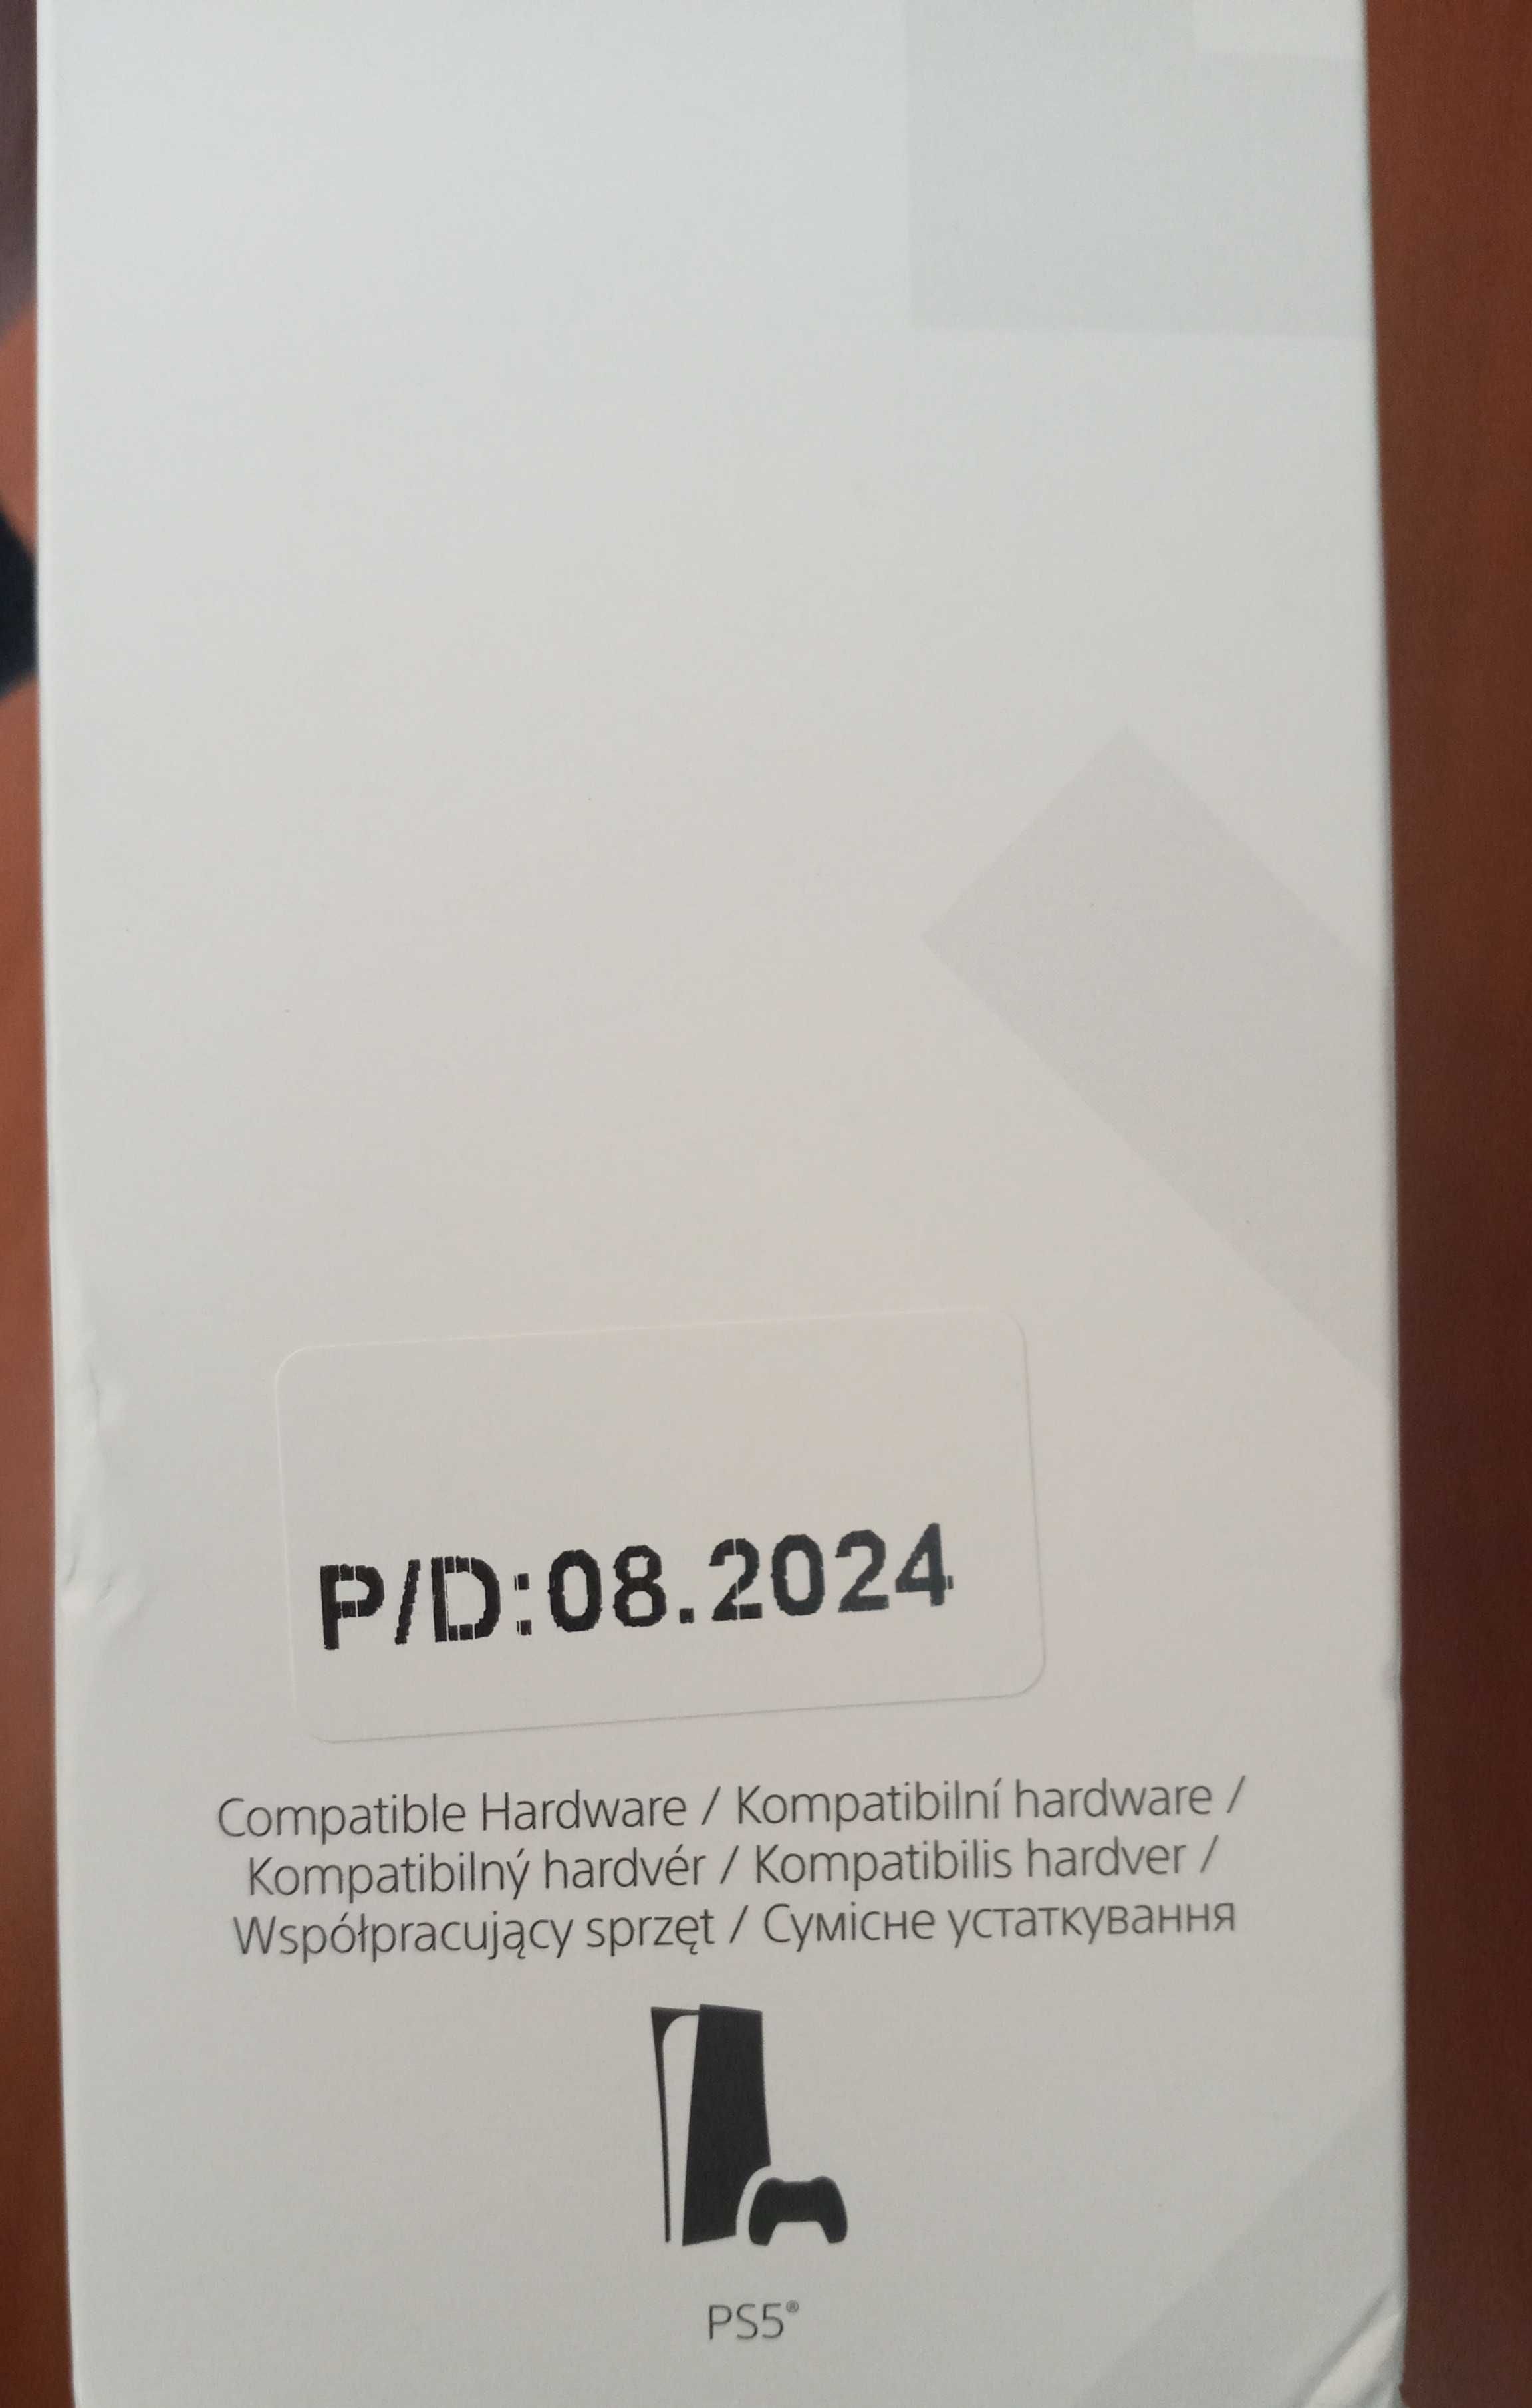 P/D:08.2024
Compatible Hardware / Kompatibilní hardware /
Kompatibilný hardvér / Kompatibilis hardver /
Współpracujący sprzęt / Сумісне устаткування
PS5®